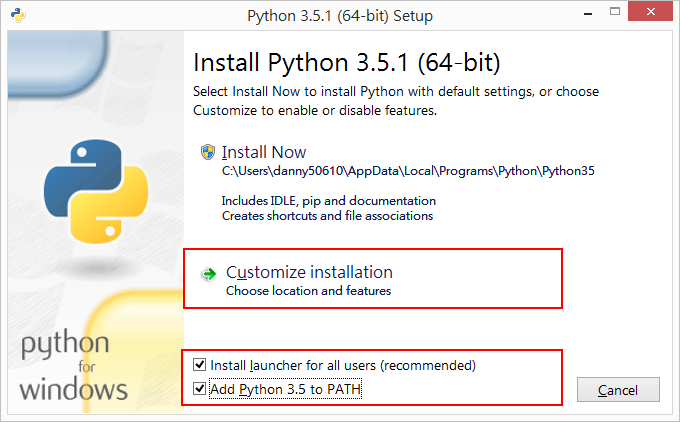 Python 3.5.1 (64-bit) Setup
Install Python 3.5.1 (64-bit)
Select Install Now to install Python with default settings, or choose
Customize to enable or disable features.
Install Now
C:\Users\danny50610\AppData\Local\Programs\Python\Python35
Includes IDLE, pip and documentation
Creates shortcuts and file associations
Customize installation
Choose location and features
python
for
windows
Install launcher for all users (recommended)
Add Python 3.5 to PATH
Cancel